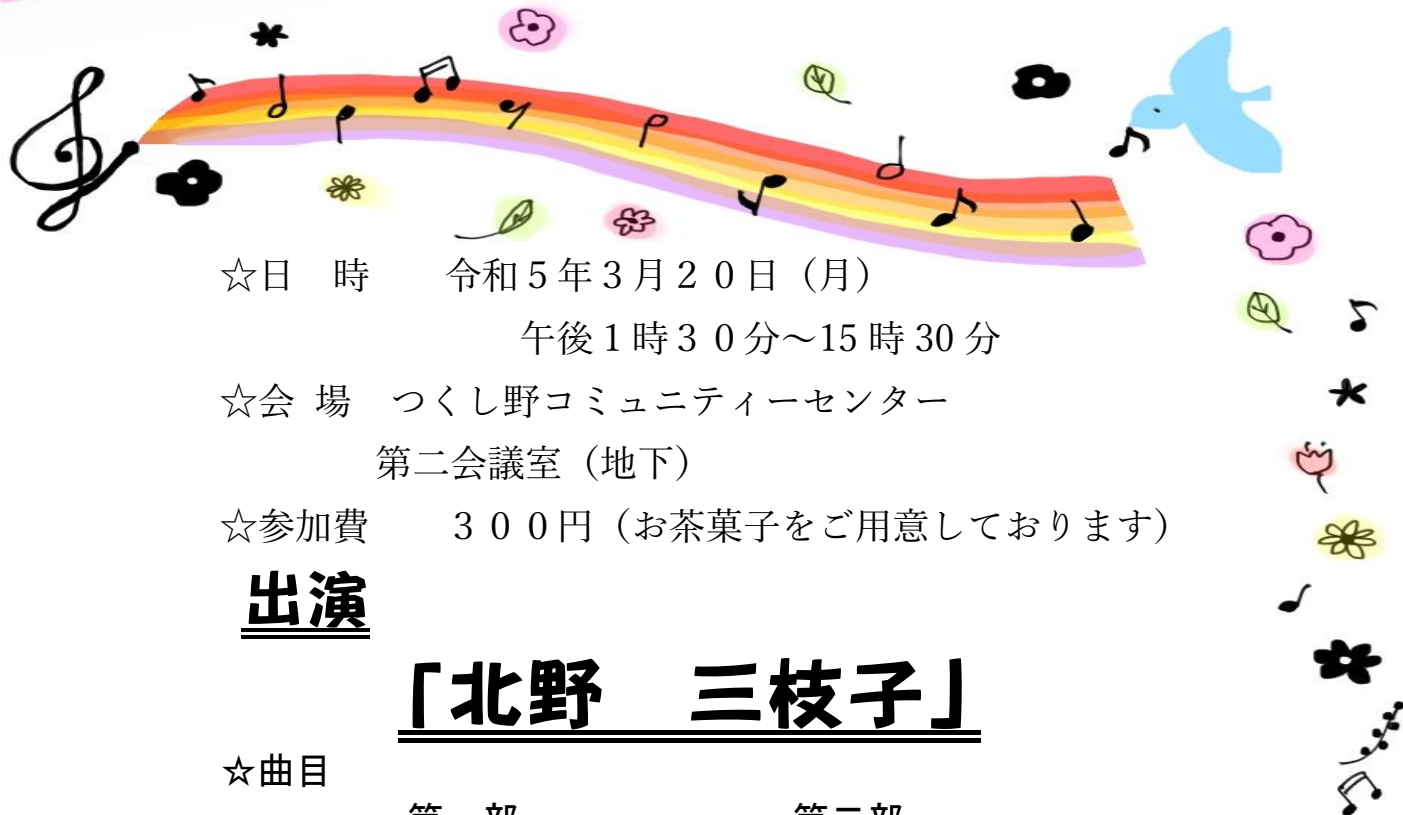 ☆日　時　　令和５年３月２０日（月）
午後１時３０分～15時30分
☆会 場　つくし野コミュニティーセンター
第二会議室（地下）
☆参加費　　３００円（お茶菓子をご用意しております）
出演
「北野　三枝子」
☆曲目
第二部